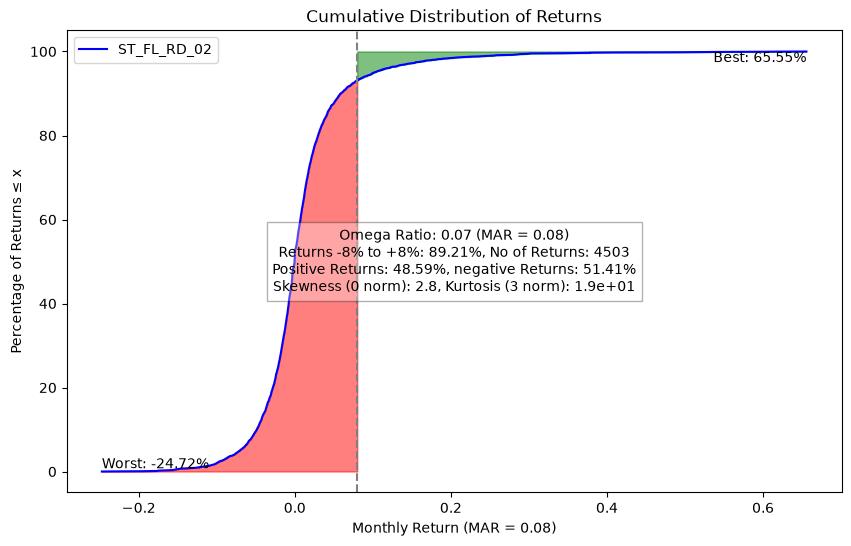 Cumulative Distribution of Returns
ST_FL_RD_02
Best: 65.55%
Omega Ratio: 0.07 (MAR = 0.08)
Returns -8% to +8%: 89.21%, No of Returns: 4503
Positive Returns: 48.59%, negative Returns: 51.41%
Skewness (0 norm): 2.8, Kurtosis (3 norm): 1.9e+01
Worst: -24.72%
Percentage of Returns ≤ x
100
80
60
40
20
0
−0.2
0.0
0.2
0.4
0.6
Monthly Return (MAR = 0.08)